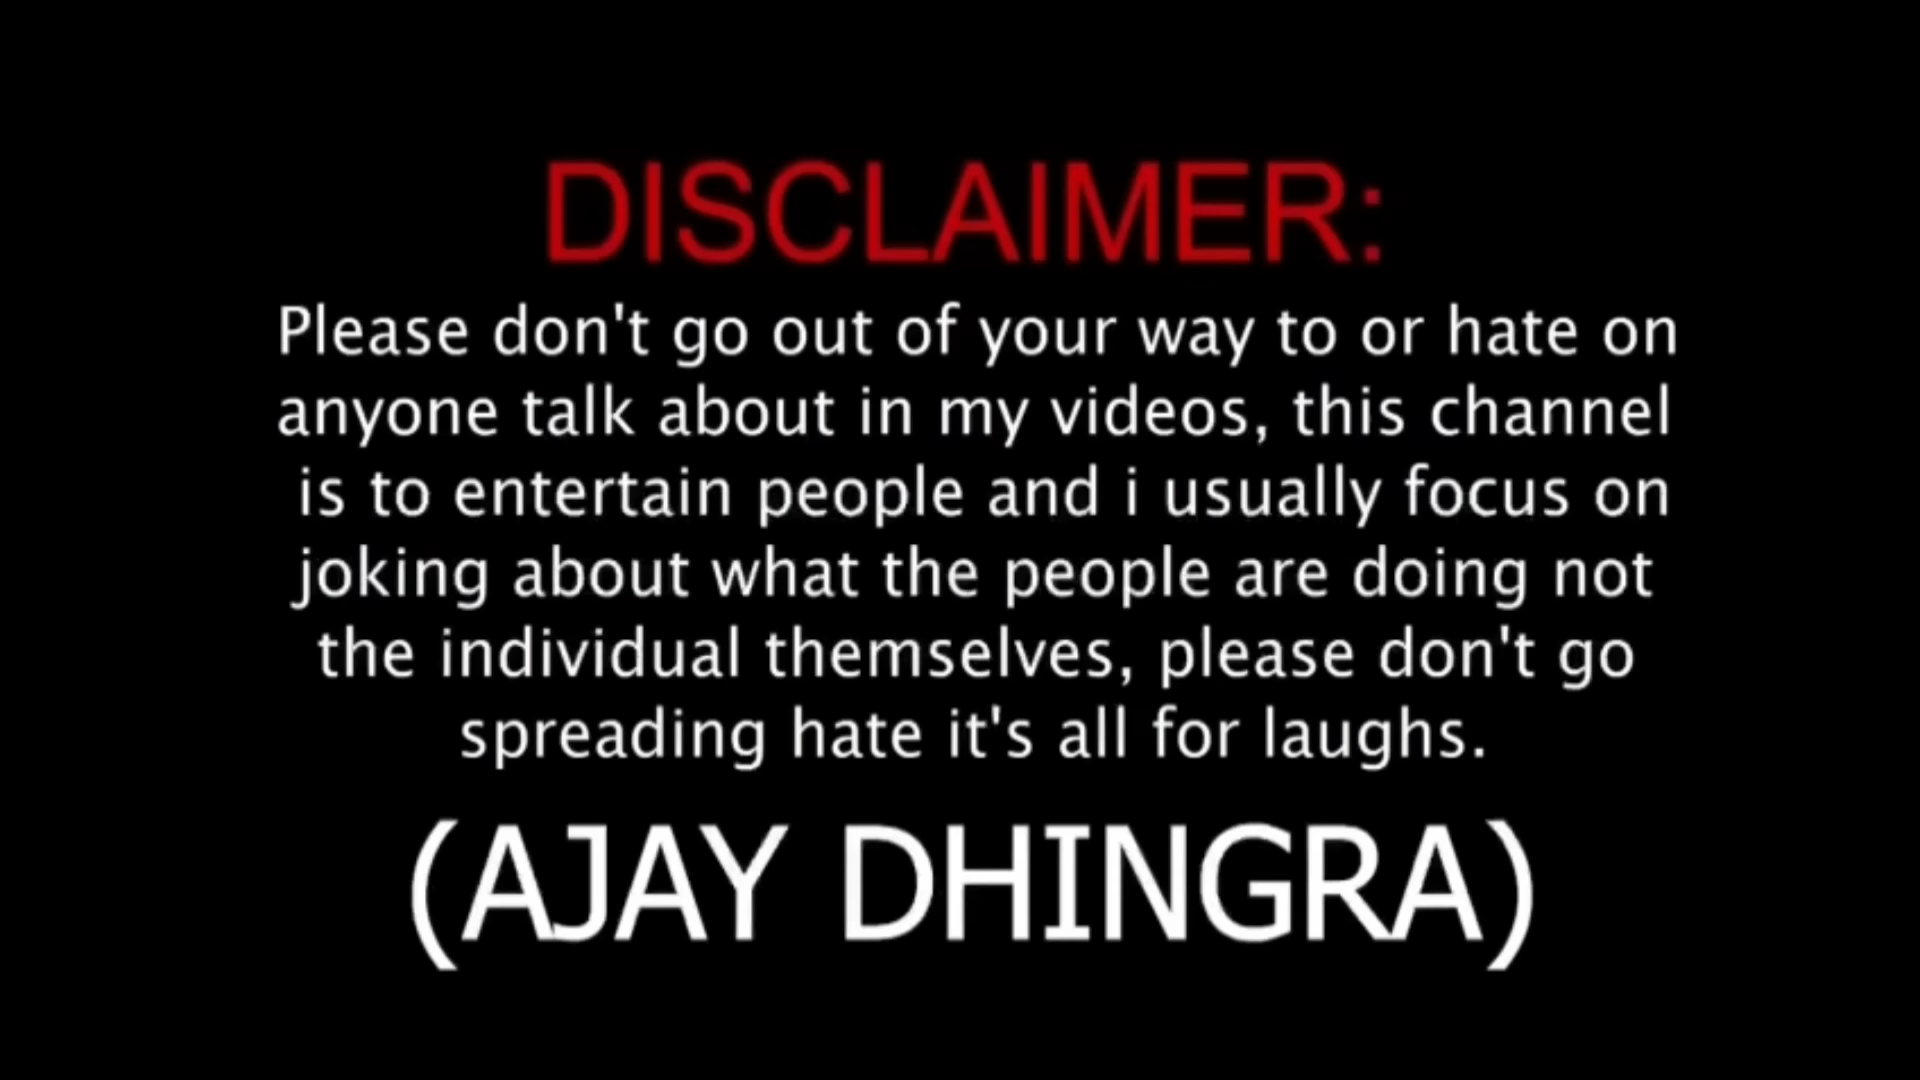 DISCLAIMER:
Please don't go out of your way to or hate on
anyone talk about in my videos, this channel
is to entertain people and i usually focus on
joking about what the people are doing not
the individual themselves, please don't go
spreading hate it's all for laughs.
(AJAY DHINGRA)